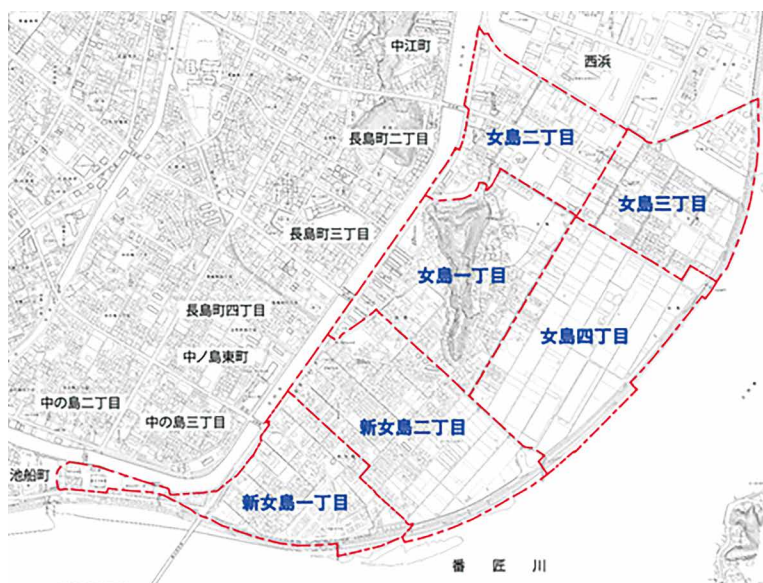 中江町
西浜
長島町二丁目
女島二丁目
女島三丁目
長島町三丁目
女島一丁目
長島町四丁目
女島四丁目
中ノ島東町
中の島二丁目
中の島三丁目
新女島二丁目
池船町
新女島一丁目
番匠川